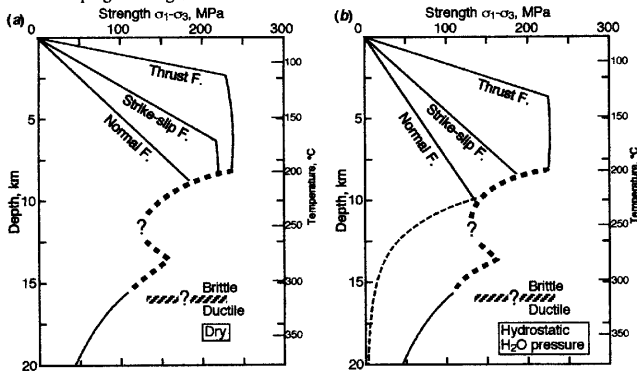 Strength σ1-σ3, MPa
Strength σ1-σ3, MPa
(a) 0 100 200 300
(b) 0 100 200 300
Thrust F.
Strike-slip F.
Normal F.
Thrust F.
Strike-slip F.
Normal F.
Depth, km
5
10
15
20
Temperature, °C
100
150
200
250
300
350
?
?
Brittle
Ductile
Dry
Depth, km
5
10
15
20
Temperature, °C
100
150
200
250
300
350
?
?
Brittle
Ductile
Hydrostatic
H2O pressure